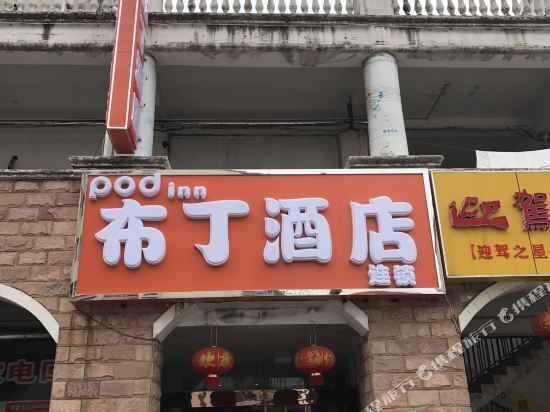 pod inn
布丁酒店
连锁
迎驾
【迎驾之星
电
携程旅行